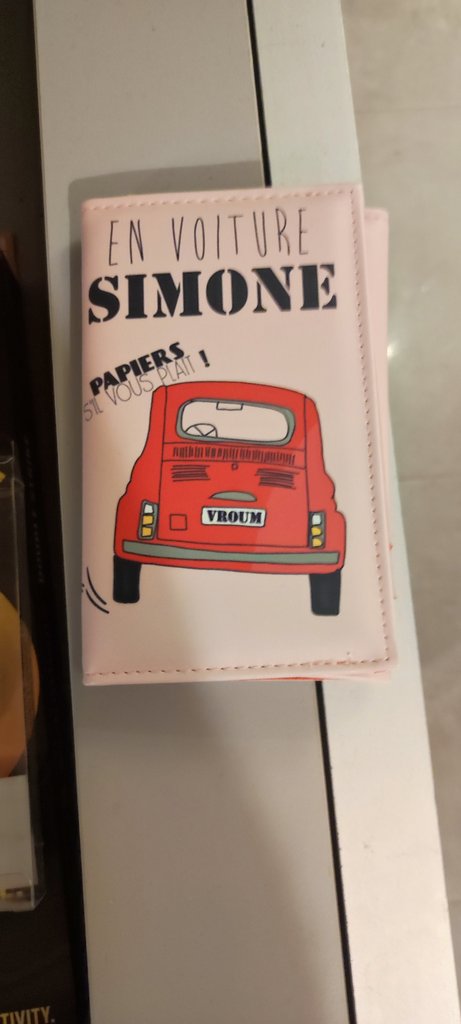 EN VOITURE
SIMONE
PAPIERS
S'IL VOUS PLAIT !
VROUM
TIVITY.